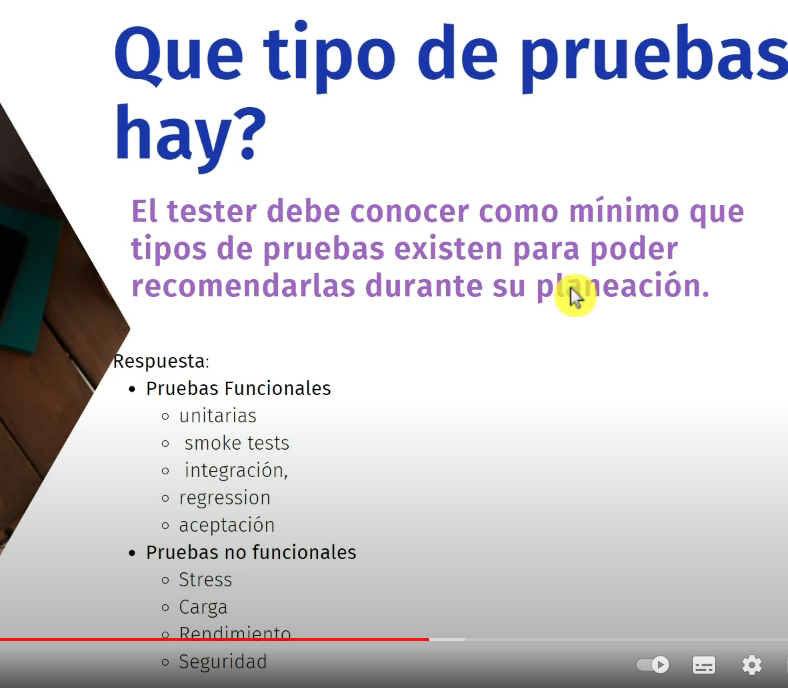 Que tipo de pruebas
hay?
El tester debe conocer como mínimo que
tipos de pruebas existen para poder
recomendarlas durante su planeación.
Respuesta:
• Pruebas Funcionales
◦ unitarias
◦ smoke tests
◦ integración,
◦ regression
◦ aceptación
• Pruebas no funcionales
◦ Stress
◦ Carga
◦ Rendimiento
◦ Seguridad